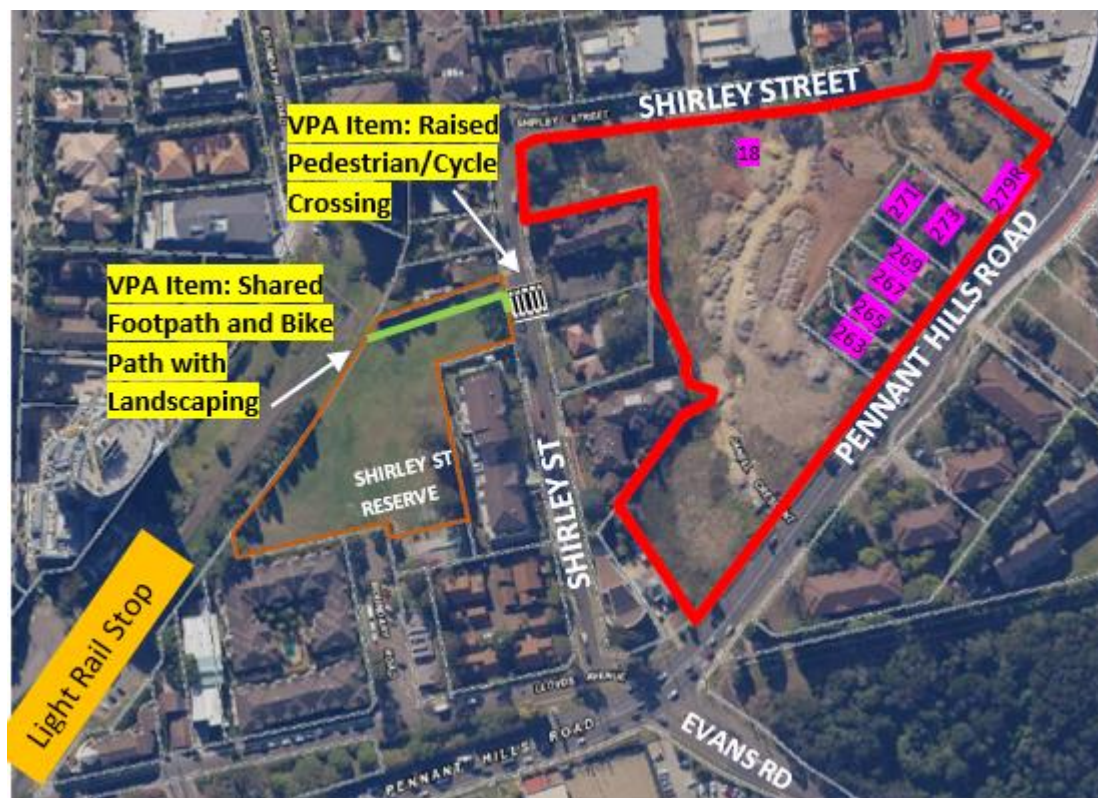 SHIRLEY STREET
VPA Item: Raised
Pedestrian/Cycle
Crossing
SHIRLEY STREET
18
271
273
279R
269
267
265
263
VPA Item: Shared
Footpath and Bike
Path with
Landscaping
PENNANT HILLS ROAD
SHIRLEY ST
RESERVE
SHIRLEY ST
Light Rail Stop
LLOYDS AVENUE
PENNANT HILLS ROAD
EVANS RD